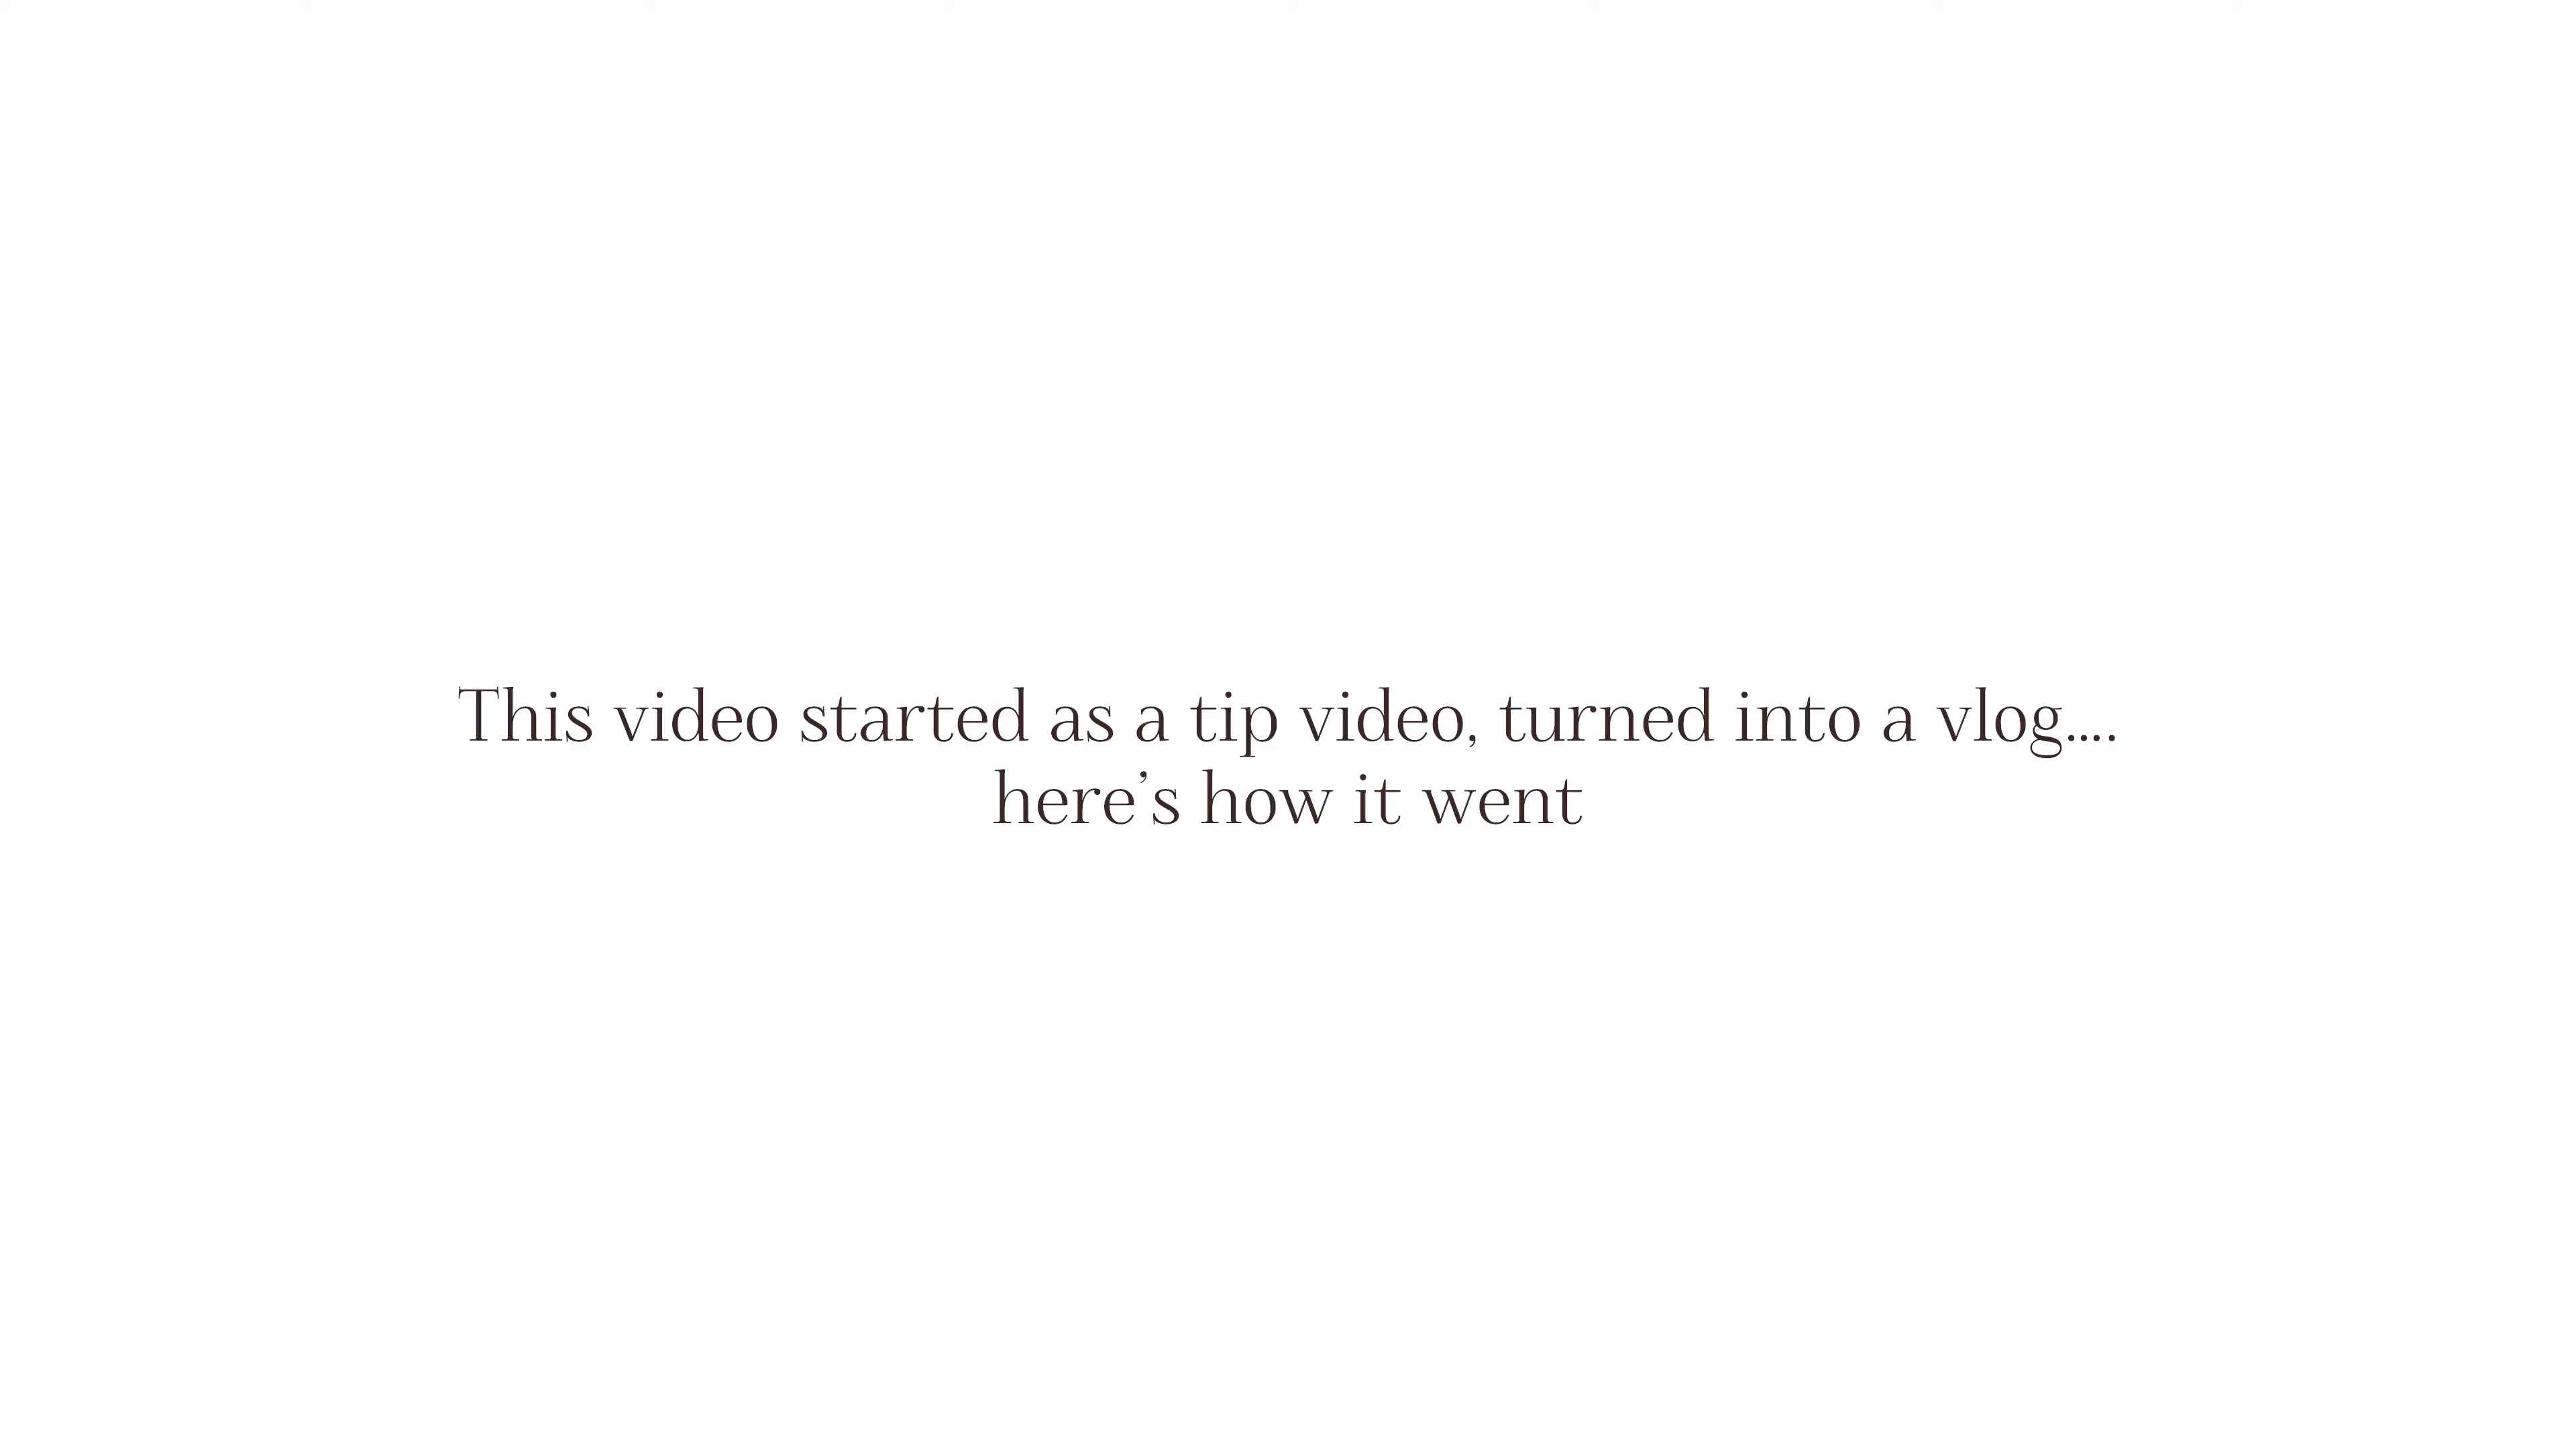 This video started as a tip video, turned into a vlog....
here’s how it went